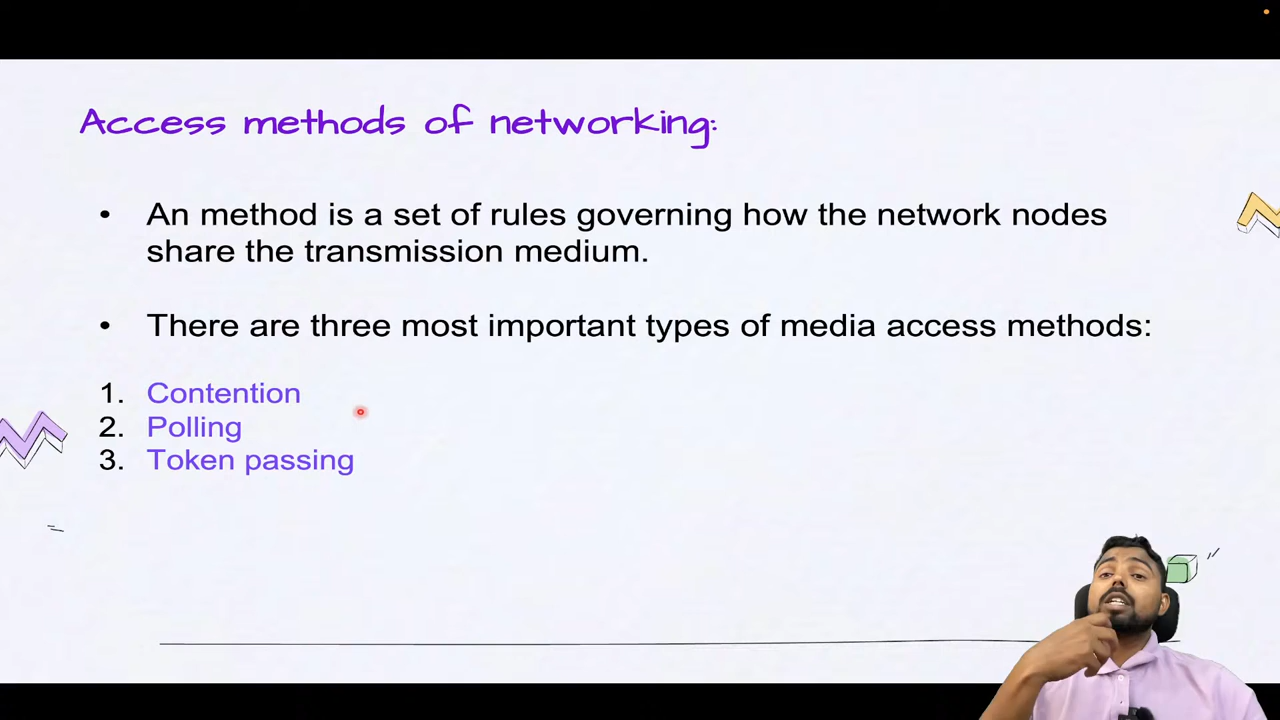 Access methods of networking:
• An method is a set of rules governing how the network nodes
share the transmission medium.
• There are three most important types of media access methods:
1. Contention
2. Polling
3. Token passing